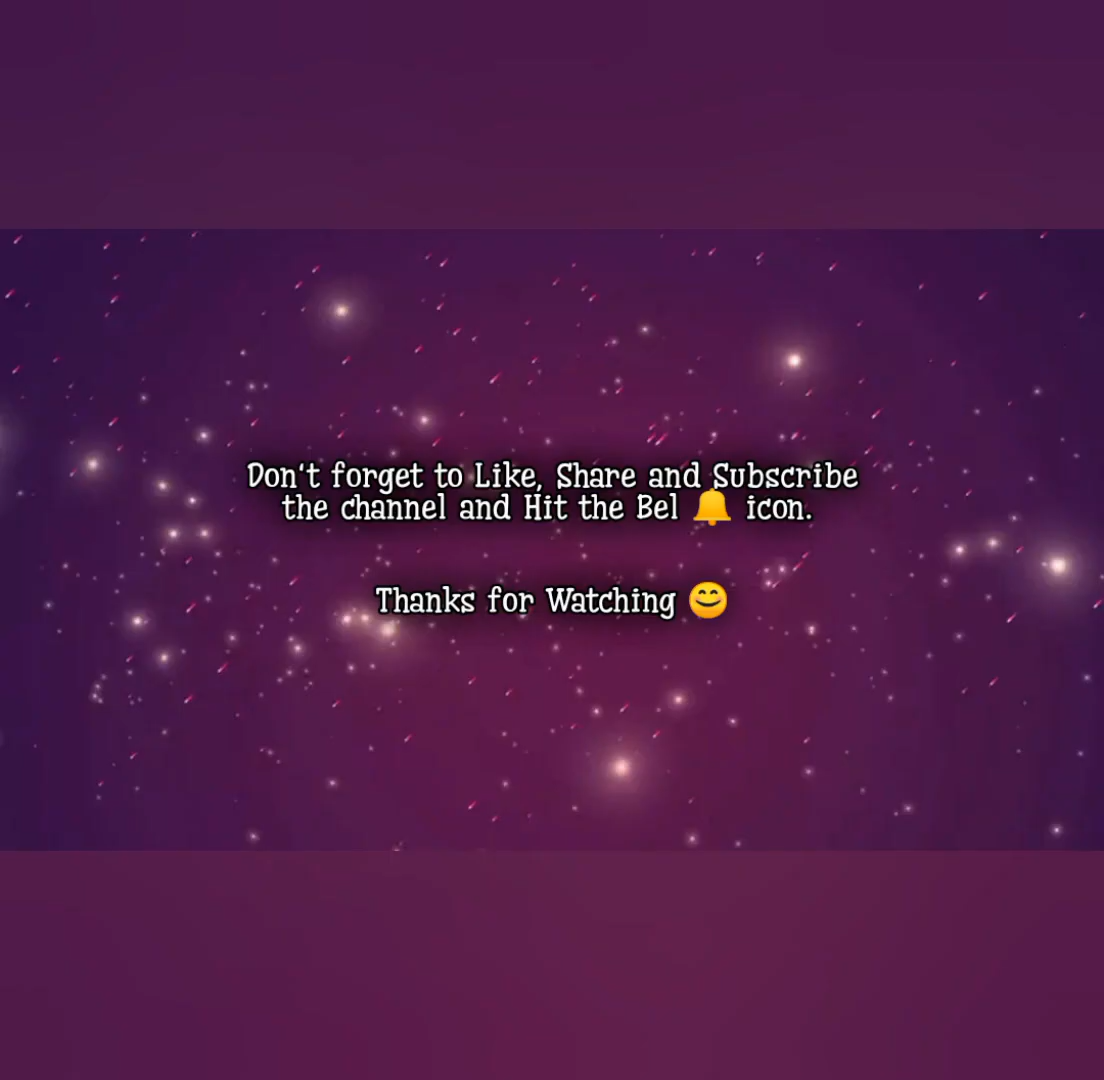 Don't forget to Like, Share and Subscribe
the channel and Hit the Bel 🔔 icon.
Thanks for Watching 😊